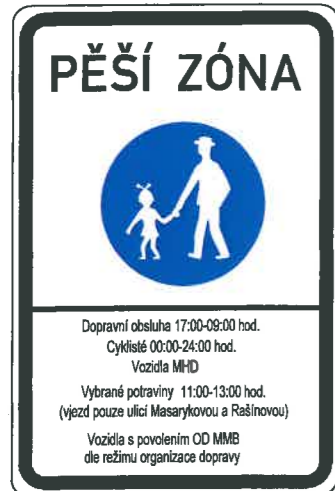 PĚŠÍ ZÓNA
Dopravní obsluha 17:00-09:00 hod.
Cyklisté 00:00-24:00 hod.
Vozidla MHD
Vybrané potraviny 11:00-13:00 hod.
(vjezd pouze ulicí Masarykovou a Rašínovou)
Vozidla s povolením OD MMB
dle režimu organizace dopravy